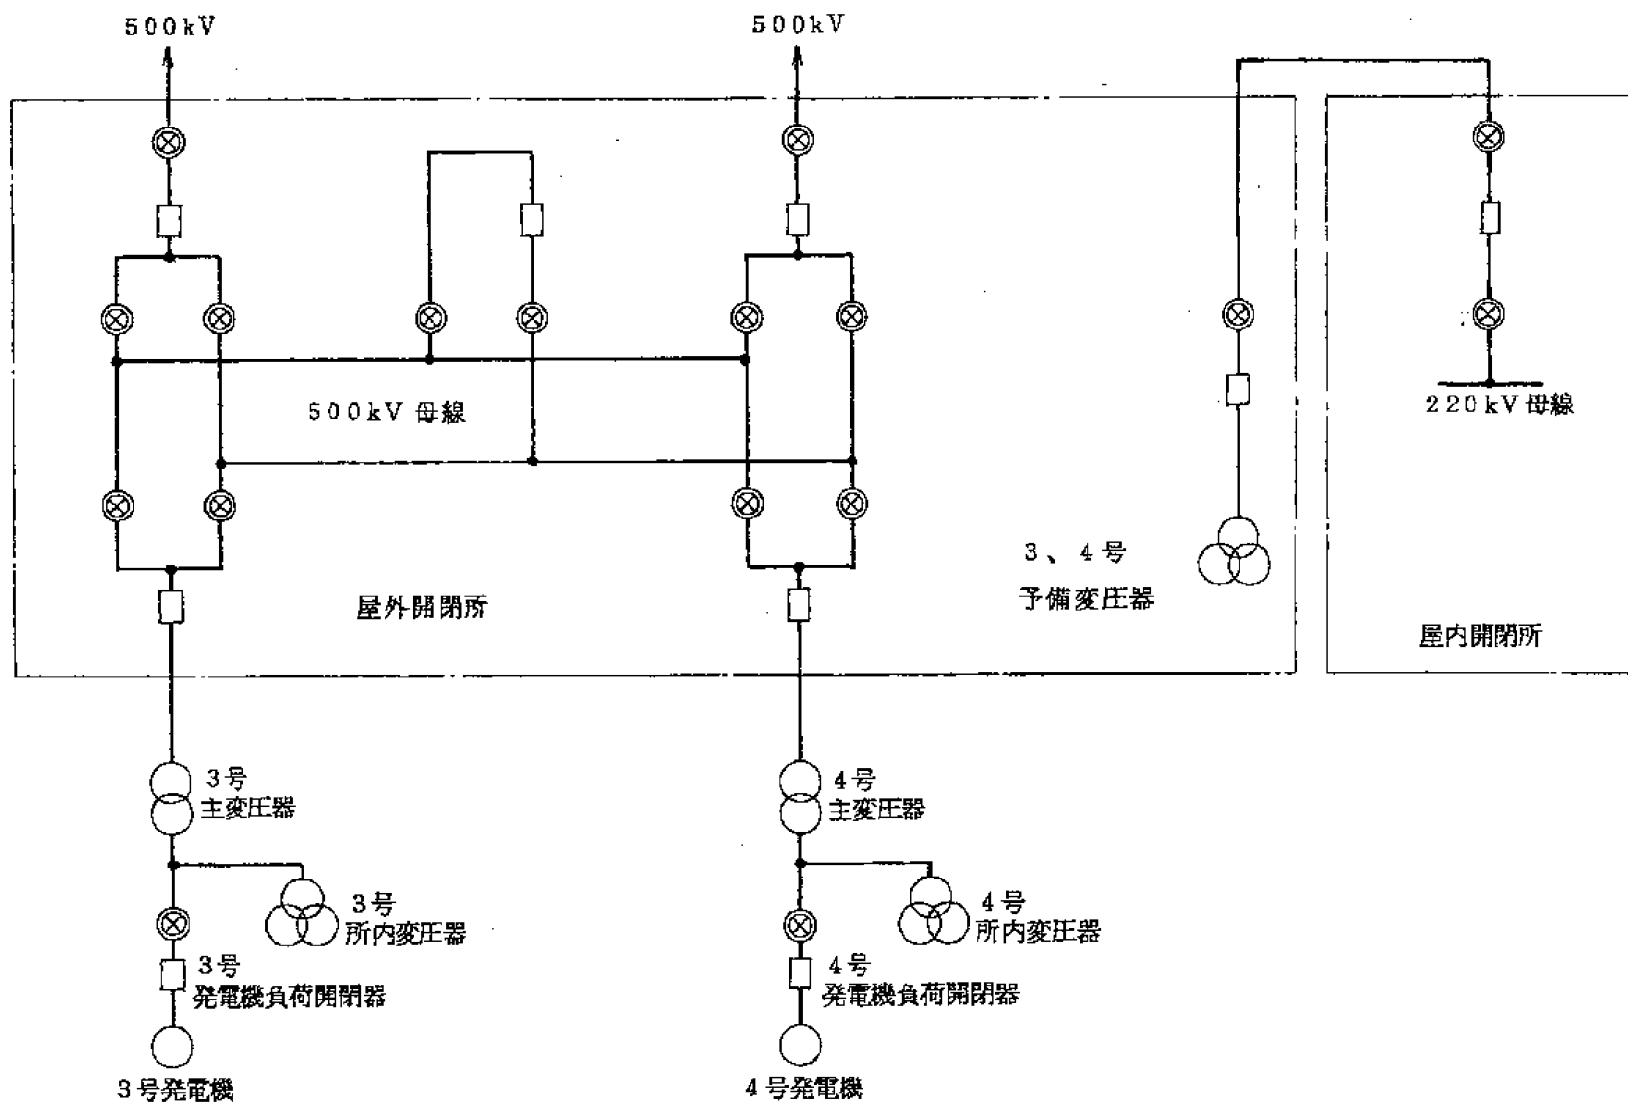 500kV
500kV
500kV 母線
220kV 母線
3、4号
予備変圧器
屋外開閉所
屋内開閉所
3号
主変圧器
4号
主変圧器
3号
所内変圧器
4号
所内変圧器
3号
発電機負荷開閉器
4号
発電機負荷開閉器
3号発電機
4号発電機